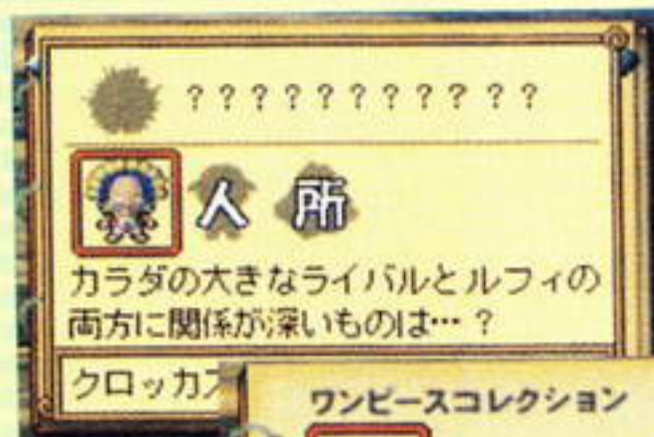 ???????????
人 所
カラダの大きなライバルとルフィの
両方に関係が深いものは…?
クロッカ
ワンピースコレクション